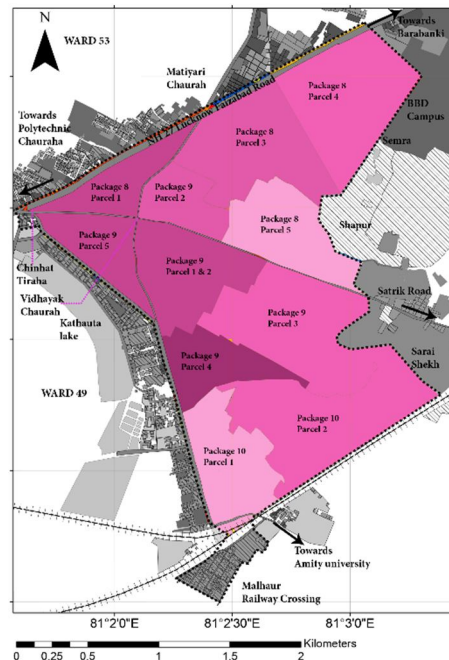 WARD 53
Towards
Barabanki
Matiyari
Chaurah
NH 27 Lucknow Faizabad Road
Package 8
Parcel 4
BBD
Campus
Towards
Polytechnic
Chauraha
Package 8
Parcel 3
Semra
Package 8
Parcel 1
Package 9
Parcel 2
Package 8
Parcel 5
Shapur
Package 9
Parcel 5
Chinhat
Tiraha
Package 9
Parcel 1 & 2
Satrik Road
Vidhayak
Chaurah
Kathauta
lake
Package 9
Parcel 3
Package 9
Parcel 4
Sarai
Shekh
WARD 49
Package 10
Parcel 2
Package 10
Parcel 1
Towards
Amity university
Malhaur
Railway Crossing
81°2'0"E
81°2'30"E
81°3'0"E
Kilometers
0 0.25 0.5 1 1.5 2